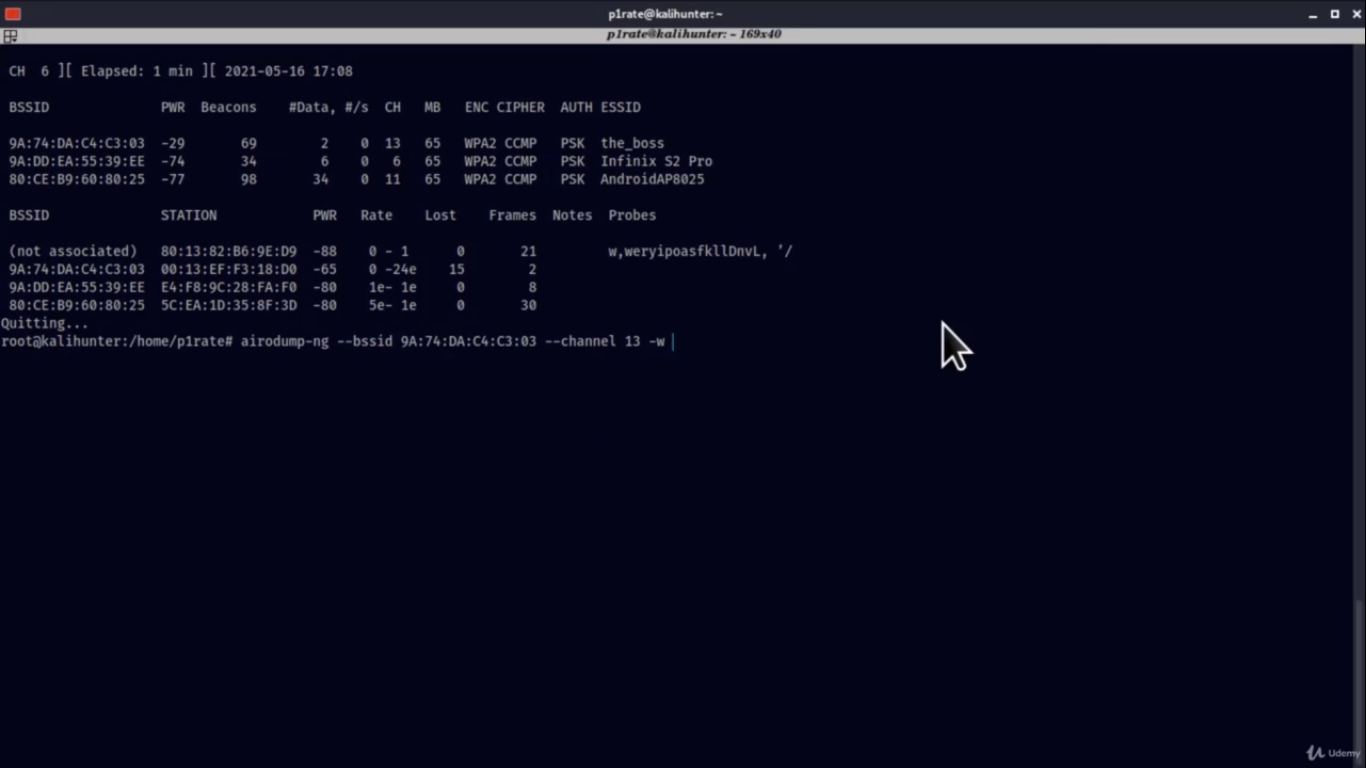 p1rate@kalihunter: ~
p1rate@kalihunter: ~ 169x40
CH  6 ][ Elapsed: 1 min ][ 2021-05-16 17:08
BSSID              PWR  Beacons    #Data, #/s  CH   MB   ENC CIPHER  AUTH ESSID
9A:74:DA:C4:C3:03  -29       69        2    0  13   65   WPA2 CCMP   PSK  the_boss
9A:DD:EA:55:39:EE  -74       34        6    0   6   65   WPA2 CCMP   PSK  Infinix S2 Pro
80:CE:B9:60:80:25  -77       98       34    0  11   65   WPA2 CCMP   PSK  AndroidAP8025
BSSID              STATION            PWR   Rate    Lost    Frames  Notes  Probes
(not associated)   80:13:82:B6:9E:D9  -88    0 - 1      0       21         w,weryipoasfkllDnvL, '/
9A:74:DA:C4:C3:03  00:13:EF:F3:18:D0  -65    0 -24e    15        2
9A:DD:EA:55:39:EE  E4:F8:9C:28:FA:F0  -80    1e- 1e     0        8
80:CE:B9:60:80:25  5C:EA:1D:35:8F:3D  -80    5e- 1e     0       30
Quitting...
root@kalihunter:/home/p1rate# airodump-ng --bssid 9A:74:DA:C4:C3:03 --channel 13 -w
Udemy